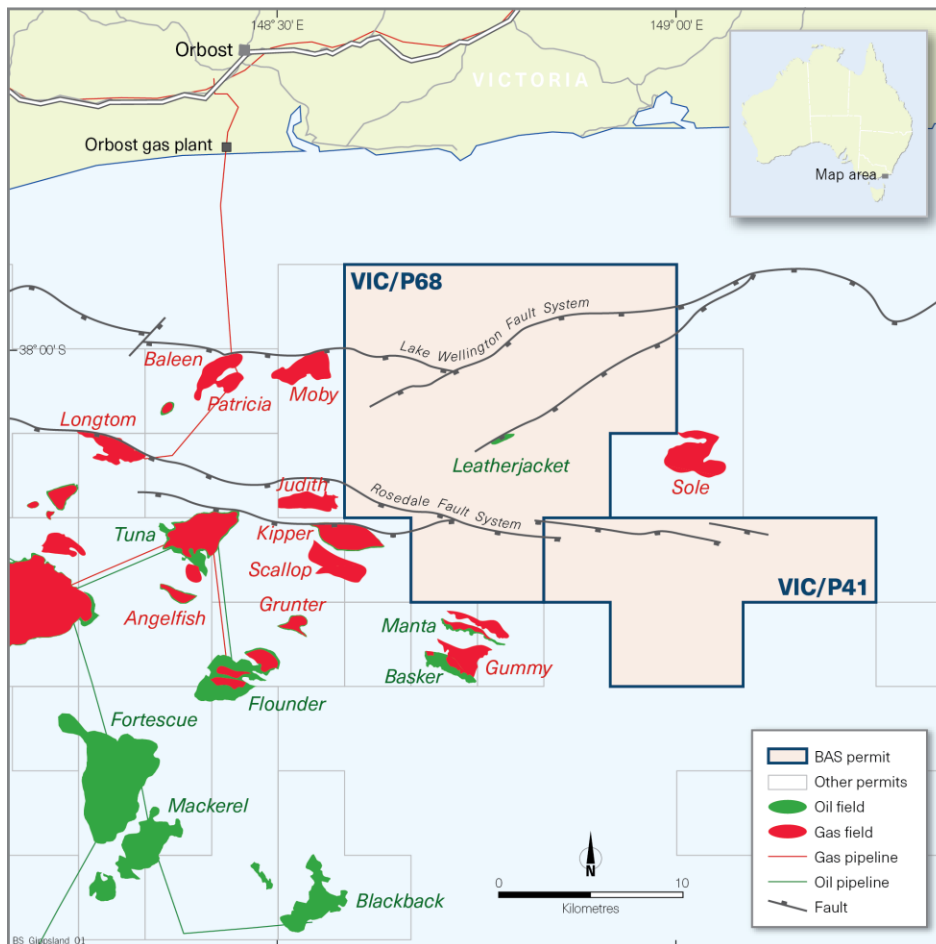 148° 30' E
149° 00' E
Orbost
VICTORIA
Orbost gas plant
Map area
VIC/P68
Lake Wellington Fault System
38° 00' S
Baleen
Patricia
Moby
Longtom
Leatherjacket
Sole
Judith
Rosedale Fault System
Tuna
Kipper
Scallop
VIC/P41
Angelfish
Grunter
Manta
Gummy
Basker
Flounder
Fortescue
Mackerel
Blackback
BAS permit
Other permits
Oil field
Gas field
Gas pipeline
Oil pipeline
Fault
N
0
10
Kilometres
BS Gippsland 01